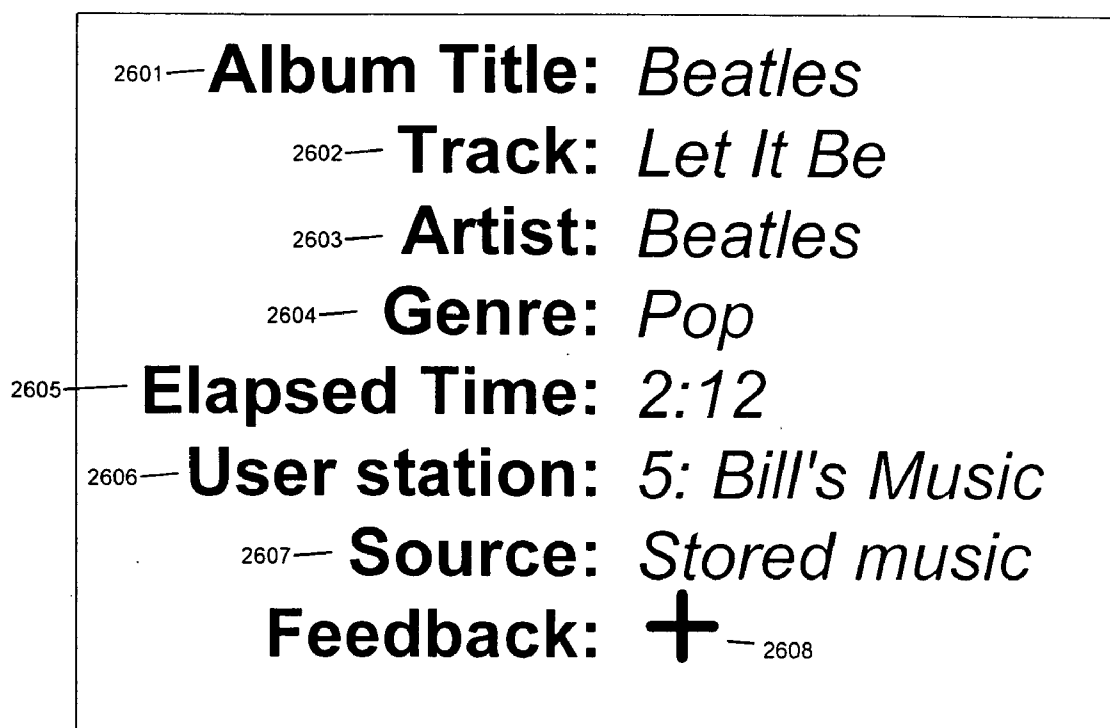 2601 Album Title: Beatles
2602 Track: Let It Be
2603 Artist: Beatles
2604 Genre: Pop
2605 Elapsed Time: 2:12
2606 User station: 5: Bill's Music
2607 Source: Stored music
Feedback: + 2608